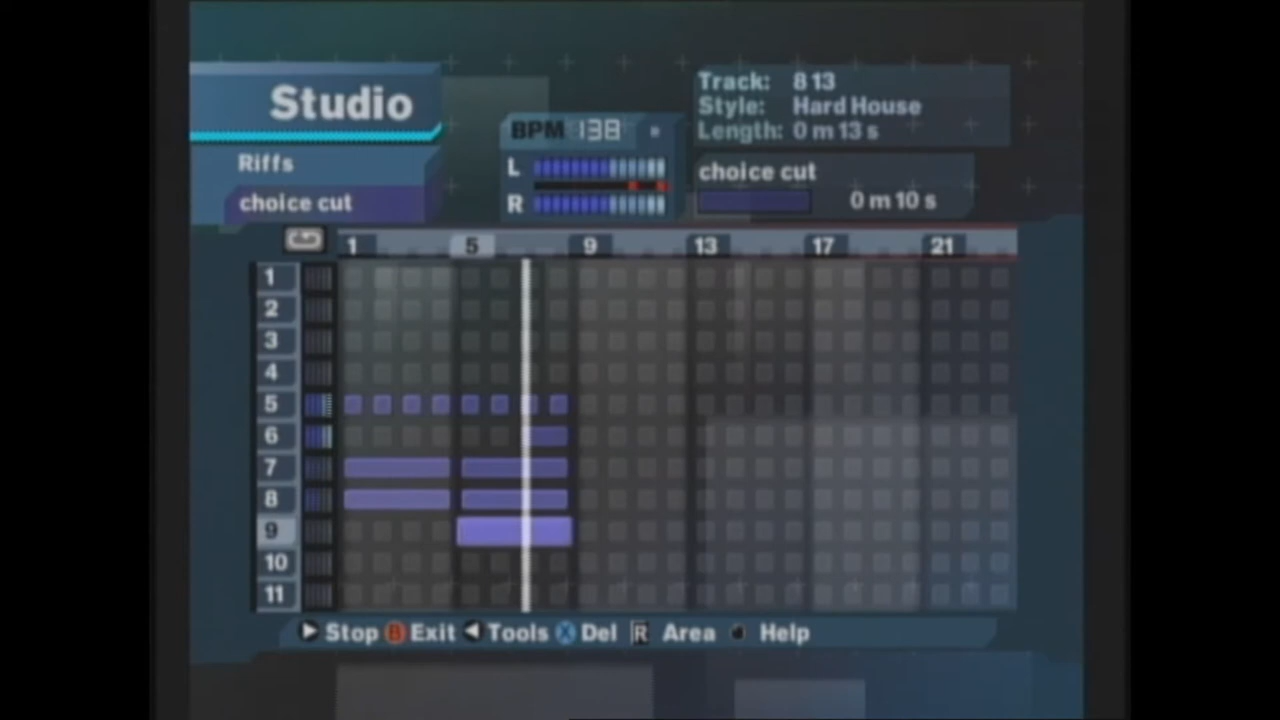 Studio
Riffs
choice cut
BPM 138
L
R
Track: 8 13
Style: Hard House
Length: 0 m 13 s
choice cut
0 m 10 s
1 5 9 13 17 21
1
2
3
4
5
6
7
8
9
10
11
Stop B Exit Tools X Del R Area Help